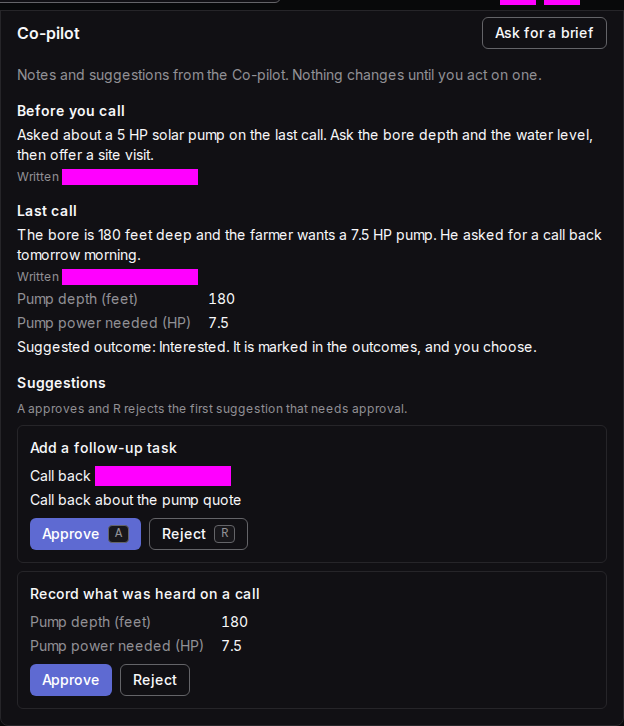 Co-pilot
Ask for a brief
Notes and suggestions from the Co-pilot. Nothing changes until you act on one.
Before you call
Asked about a 5 HP solar pump on the last call. Ask the bore depth and the water level,
then offer a site visit.
Written
Last call
The bore is 180 feet deep and the farmer wants a 7.5 HP pump. He asked for a call back
tomorrow morning.
Written
Pump depth (feet) 180
Pump power needed (HP) 7.5
Suggested outcome: Interested. It is marked in the outcomes, and you choose.
Suggestions
A approves and R rejects the first suggestion that needs approval.
Add a follow-up task
Call back
Call back about the pump quote
Approve A Reject R
Record what was heard on a call
Pump depth (feet) 180
Pump power needed (HP) 7.5
Approve Reject